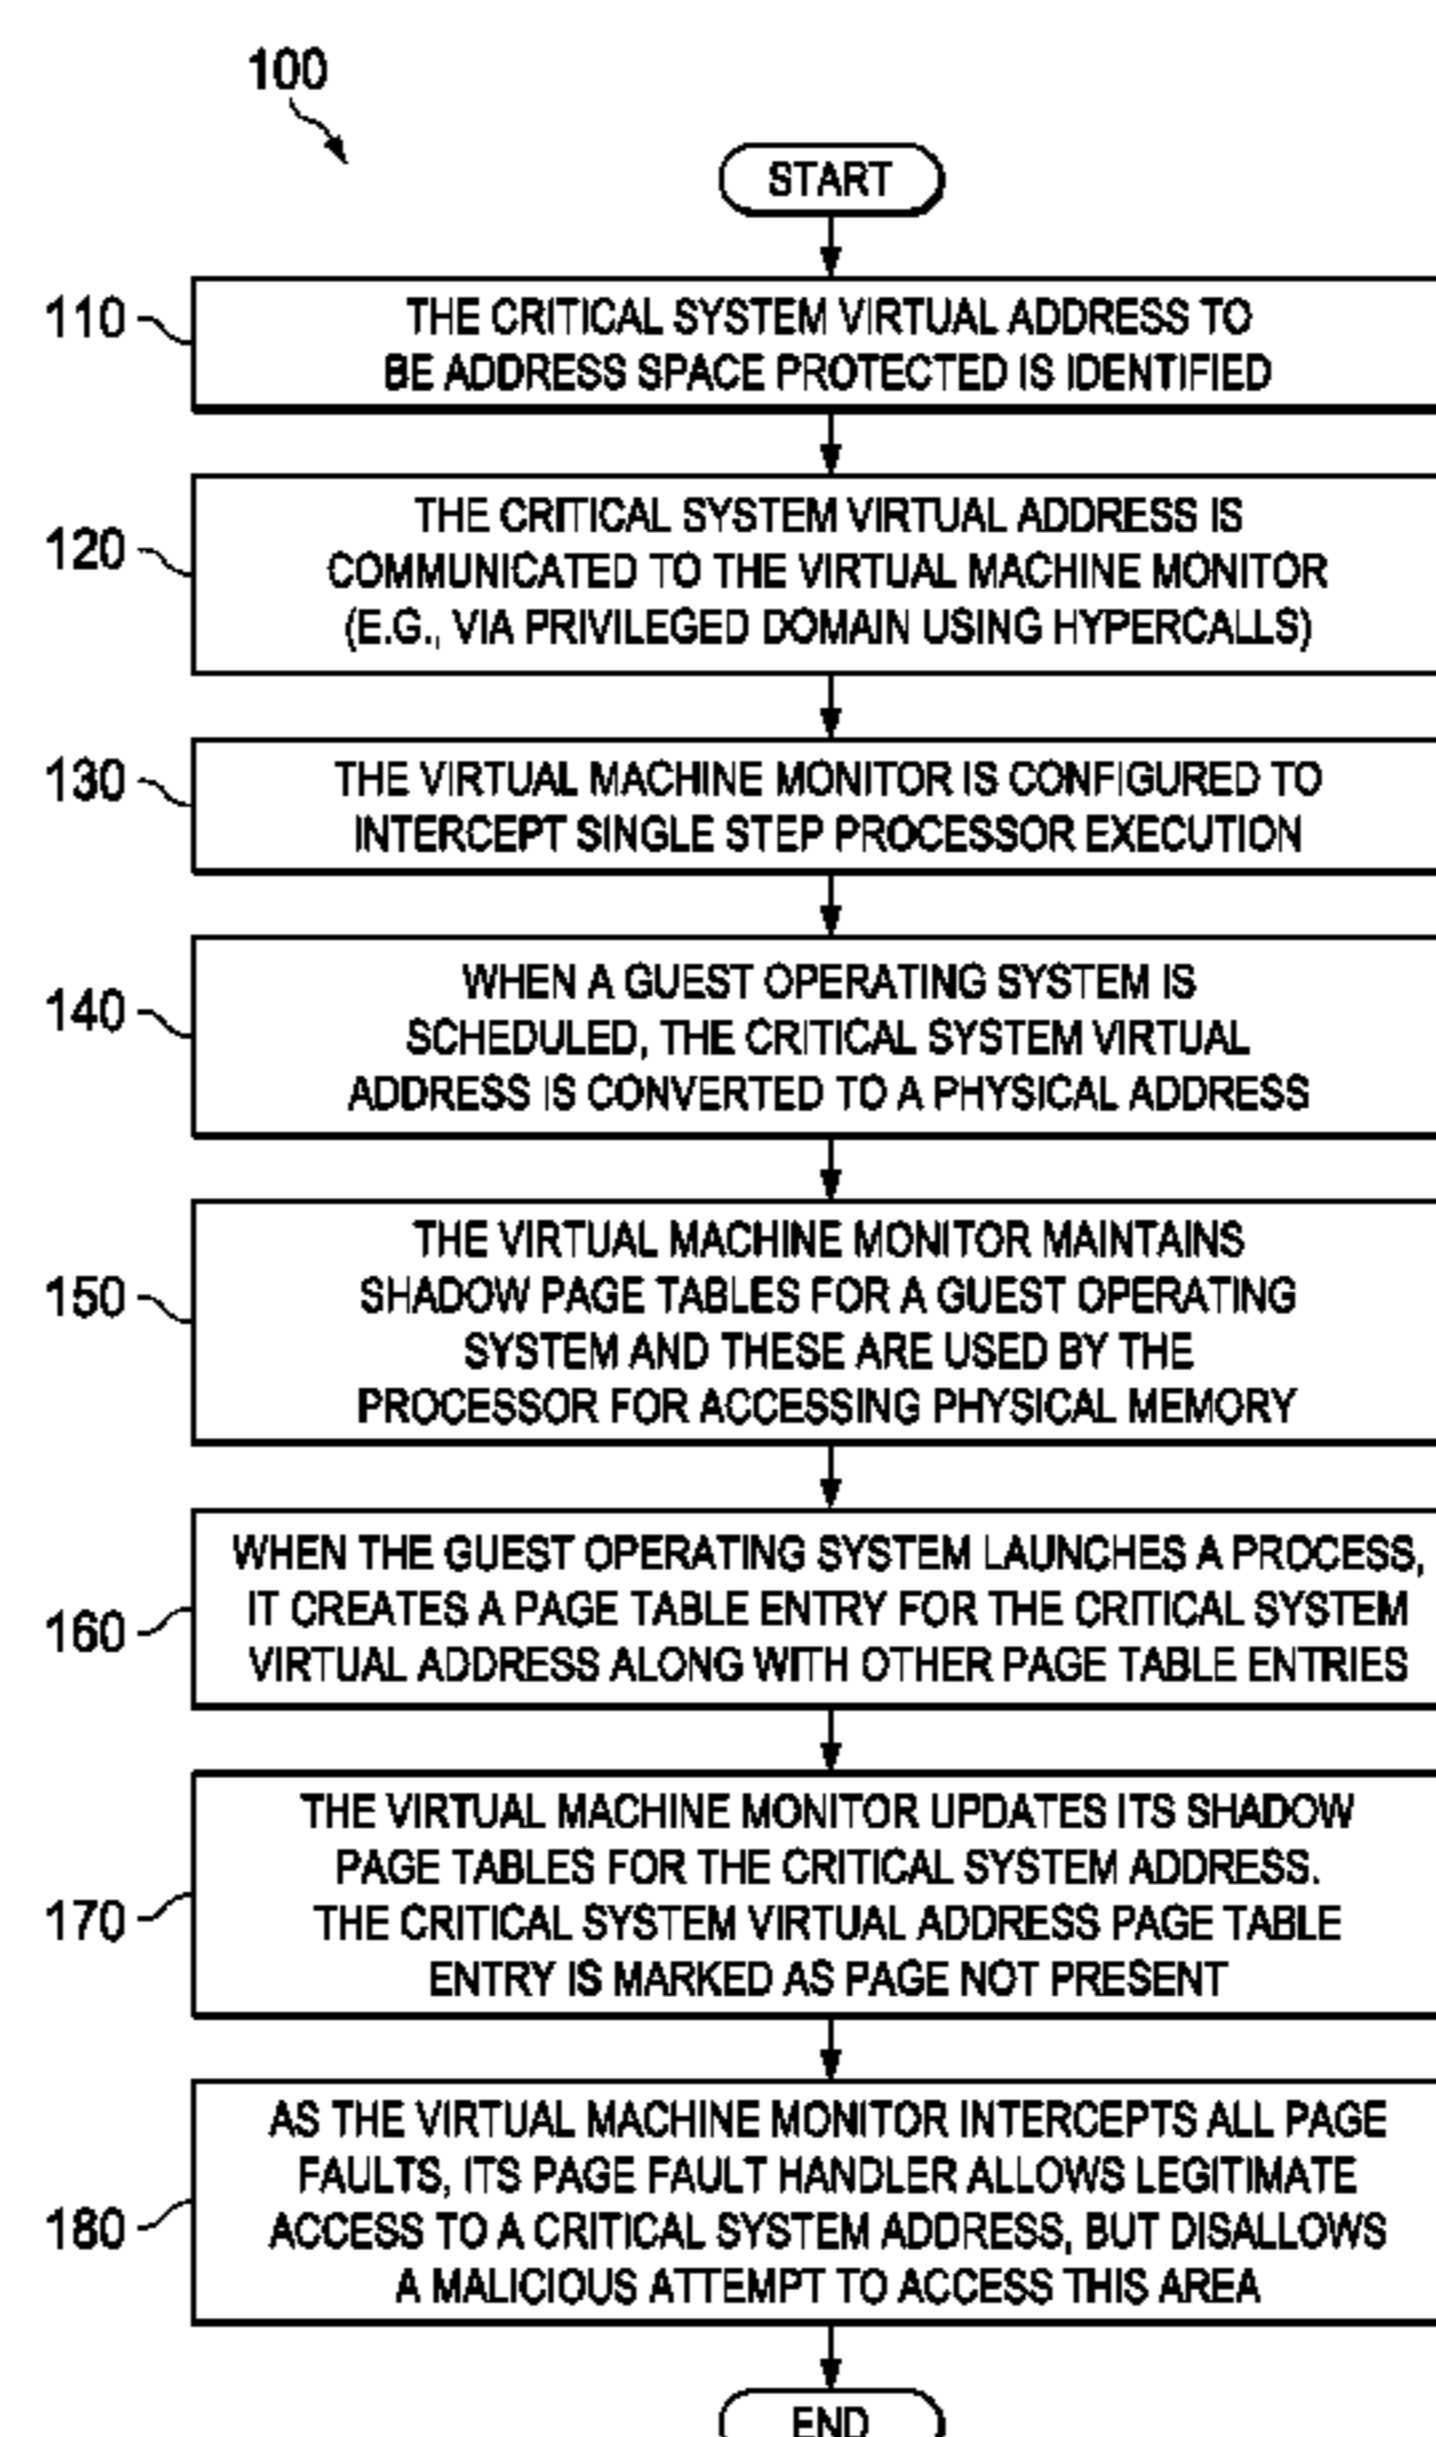 100
START
110
THE CRITICAL SYSTEM VIRTUAL ADDRESS TO
BE ADDRESS SPACE PROTECTED IS IDENTIFIED
120
THE CRITICAL SYSTEM VIRTUAL ADDRESS IS
COMMUNICATED TO THE VIRTUAL MACHINE MONITOR
(E.G., VIA PRIVILEGED DOMAIN USING HYPERCALLS)
130
THE VIRTUAL MACHINE MONITOR IS CONFIGURED TO
INTERCEPT SINGLE STEP PROCESSOR EXECUTION
140
WHEN A GUEST OPERATING SYSTEM IS
SCHEDULED, THE CRITICAL SYSTEM VIRTUAL
ADDRESS IS CONVERTED TO A PHYSICAL ADDRESS
150
THE VIRTUAL MACHINE MONITOR MAINTAINS
SHADOW PAGE TABLES FOR A GUEST OPERATING
SYSTEM AND THESE ARE USED BY THE
PROCESSOR FOR ACCESSING PHYSICAL MEMORY
160
WHEN THE GUEST OPERATING SYSTEM LAUNCHES A PROCESS,
IT CREATES A PAGE TABLE ENTRY FOR THE CRITICAL SYSTEM
VIRTUAL ADDRESS ALONG WITH OTHER PAGE TABLE ENTRIES
170
THE VIRTUAL MACHINE MONITOR UPDATES ITS SHADOW
PAGE TABLES FOR THE CRITICAL SYSTEM ADDRESS.
THE CRITICAL SYSTEM VIRTUAL ADDRESS PAGE TABLE
ENTRY IS MARKED AS PAGE NOT PRESENT
180
AS THE VIRTUAL MACHINE MONITOR INTERCEPTS ALL PAGE
FAULTS, ITS PAGE FAULT HANDLER ALLOWS LEGITIMATE
ACCESS TO A CRITICAL SYSTEM ADDRESS, BUT DISALLOWS
A MALICIOUS ATTEMPT TO ACCESS THIS AREA
END